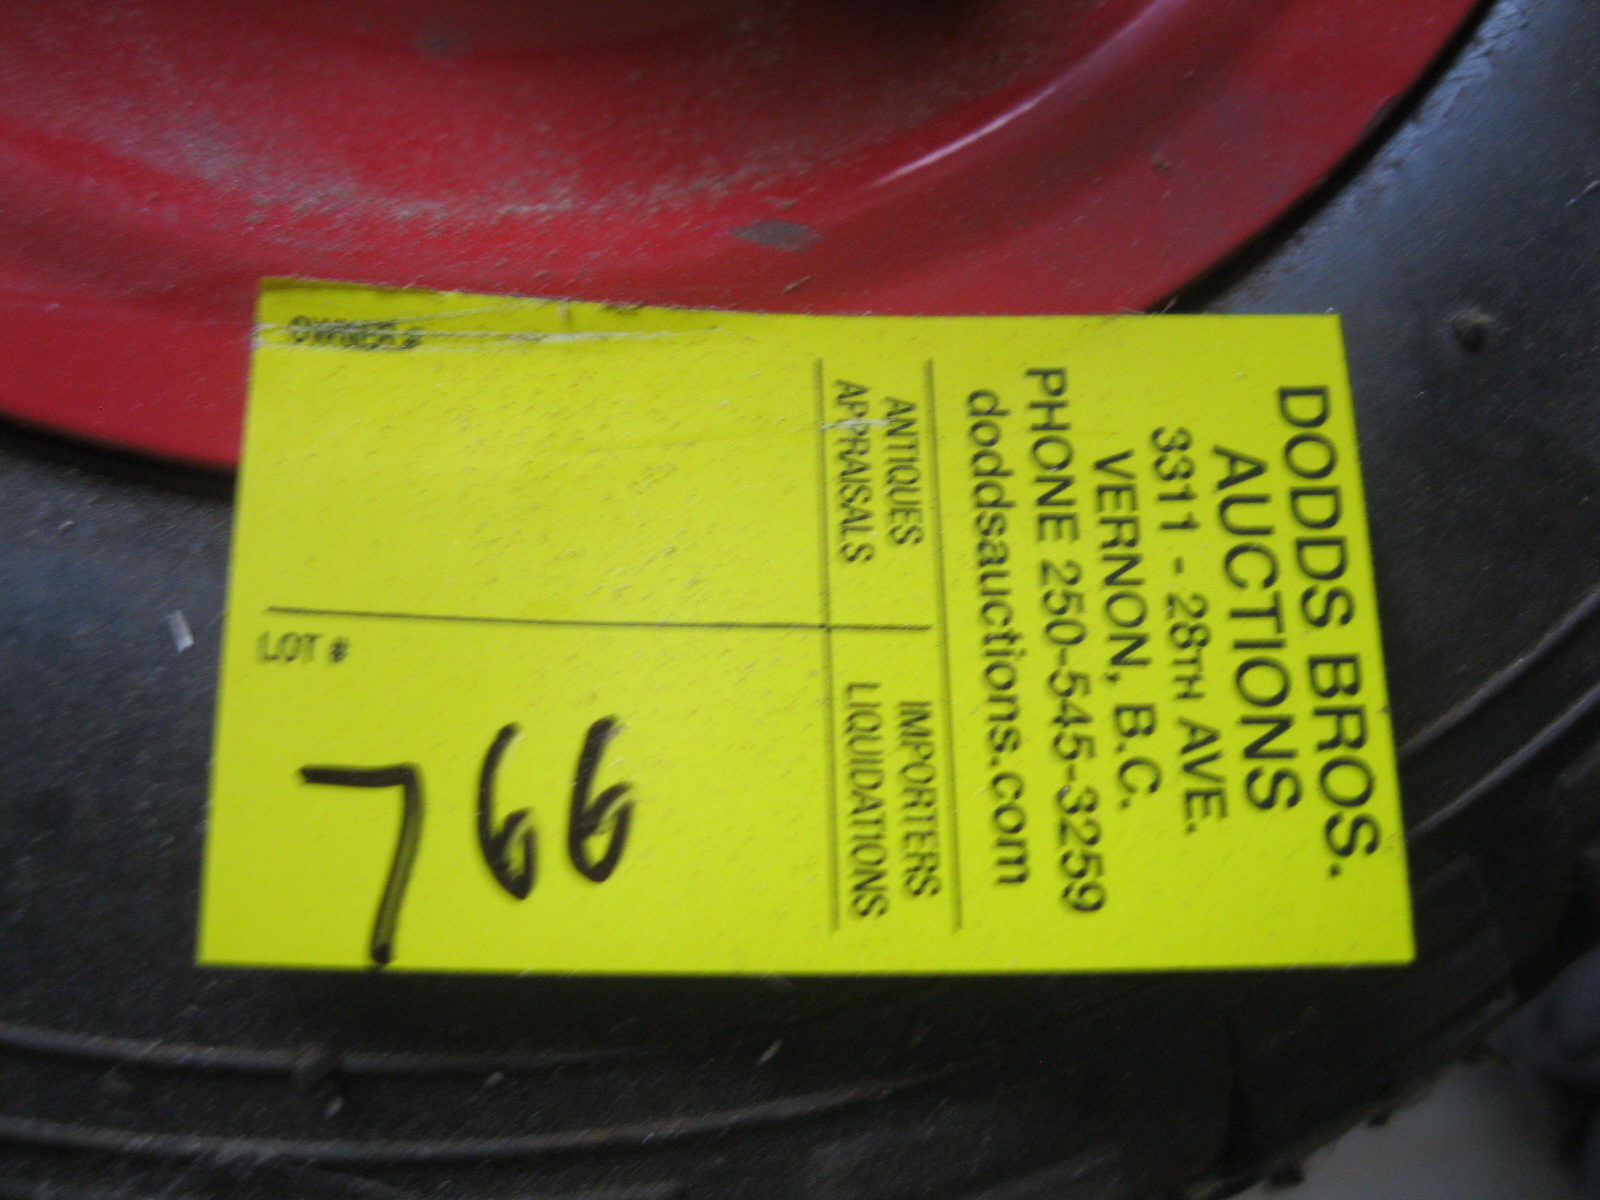 DODDS BROS.
AUCTIONS
3311 - 28TH AVE.
VERNON, B.C.
PHONE 250-545-3259
doddsauctions.com
ANTIQUES
APPRAISALS
IMPORTERS
LIQUIDATIONS
OWNER #
LOT #
766